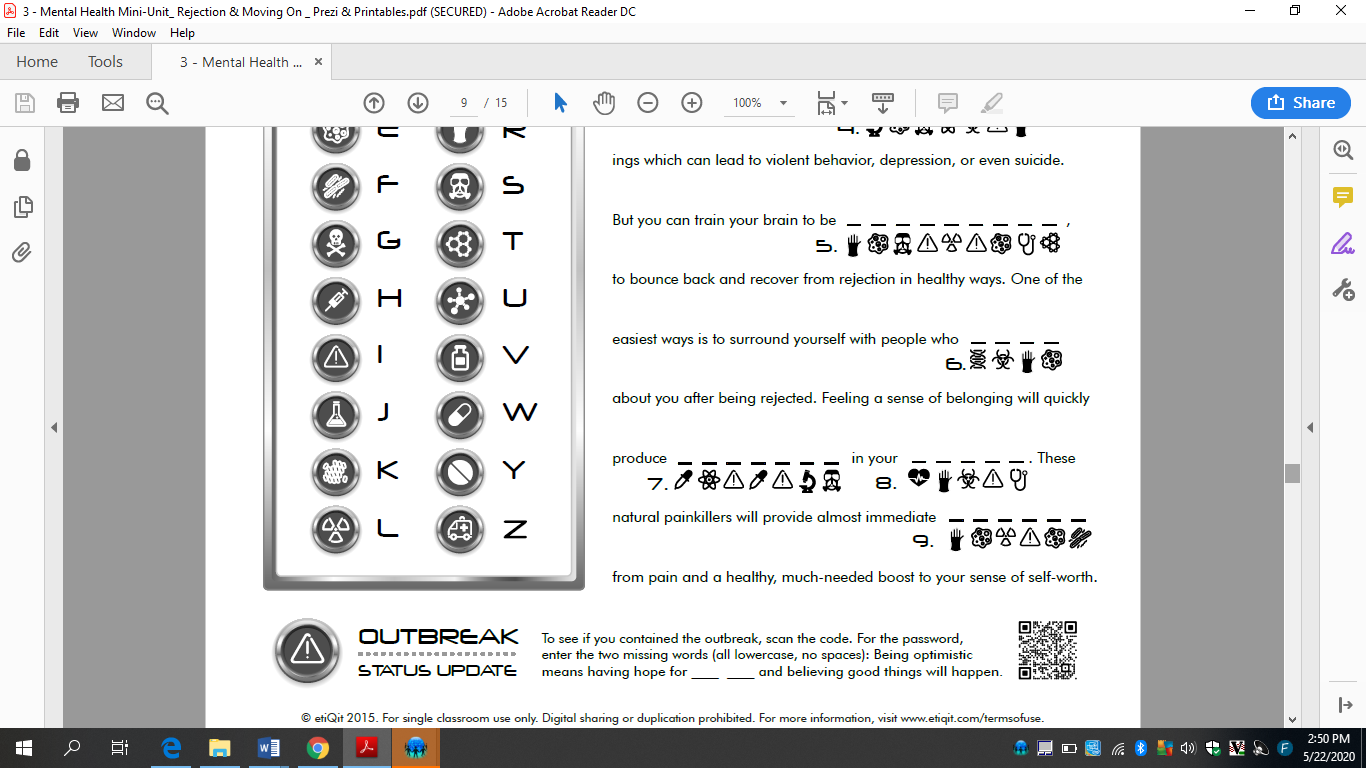 3 - Mental Health Mini-Unit_ Rejection & Moving On _ Prezi & Printables.pdf (SECURED) - Adobe Acrobat Reader DC
File Edit View Window Help
Home Tools 3 - Mental Health ... ×
9 / 15 100% Share
E R
F S
G T
H U
I V
J W
K Y
L Z
4.
ings which can lead to violent behavior, depression, or even suicide.
But you can train your brain to be _ _ _ _ _ _ _ _ _ ,
5.
to bounce back and recover from rejection in healthy ways. One of the
easiest ways is to surround yourself with people who _ _ _ _
6.
about you after being rejected. Feeling a sense of belonging will quickly
produce _ _ _ _ _ _ _ in your _ _ _ _ _ . These
7. 8.
natural painkillers will provide almost immediate _ _ _ _ _ _
9.
from pain and a healthy, much-needed boost to your sense of self-worth.
OUTBREAK
STATUS UPDATE
To see if you contained the outbreak, scan the code. For the password,
enter the two missing words (all lowercase, no spaces): Being optimistic
means having hope for ____ ____ and believing good things will happen.
© etiQit 2015. For single classroom use only. Digital sharing or duplication prohibited. For more information, visit www.etiqit.com/termsofuse.
2:50 PM
5/22/2020